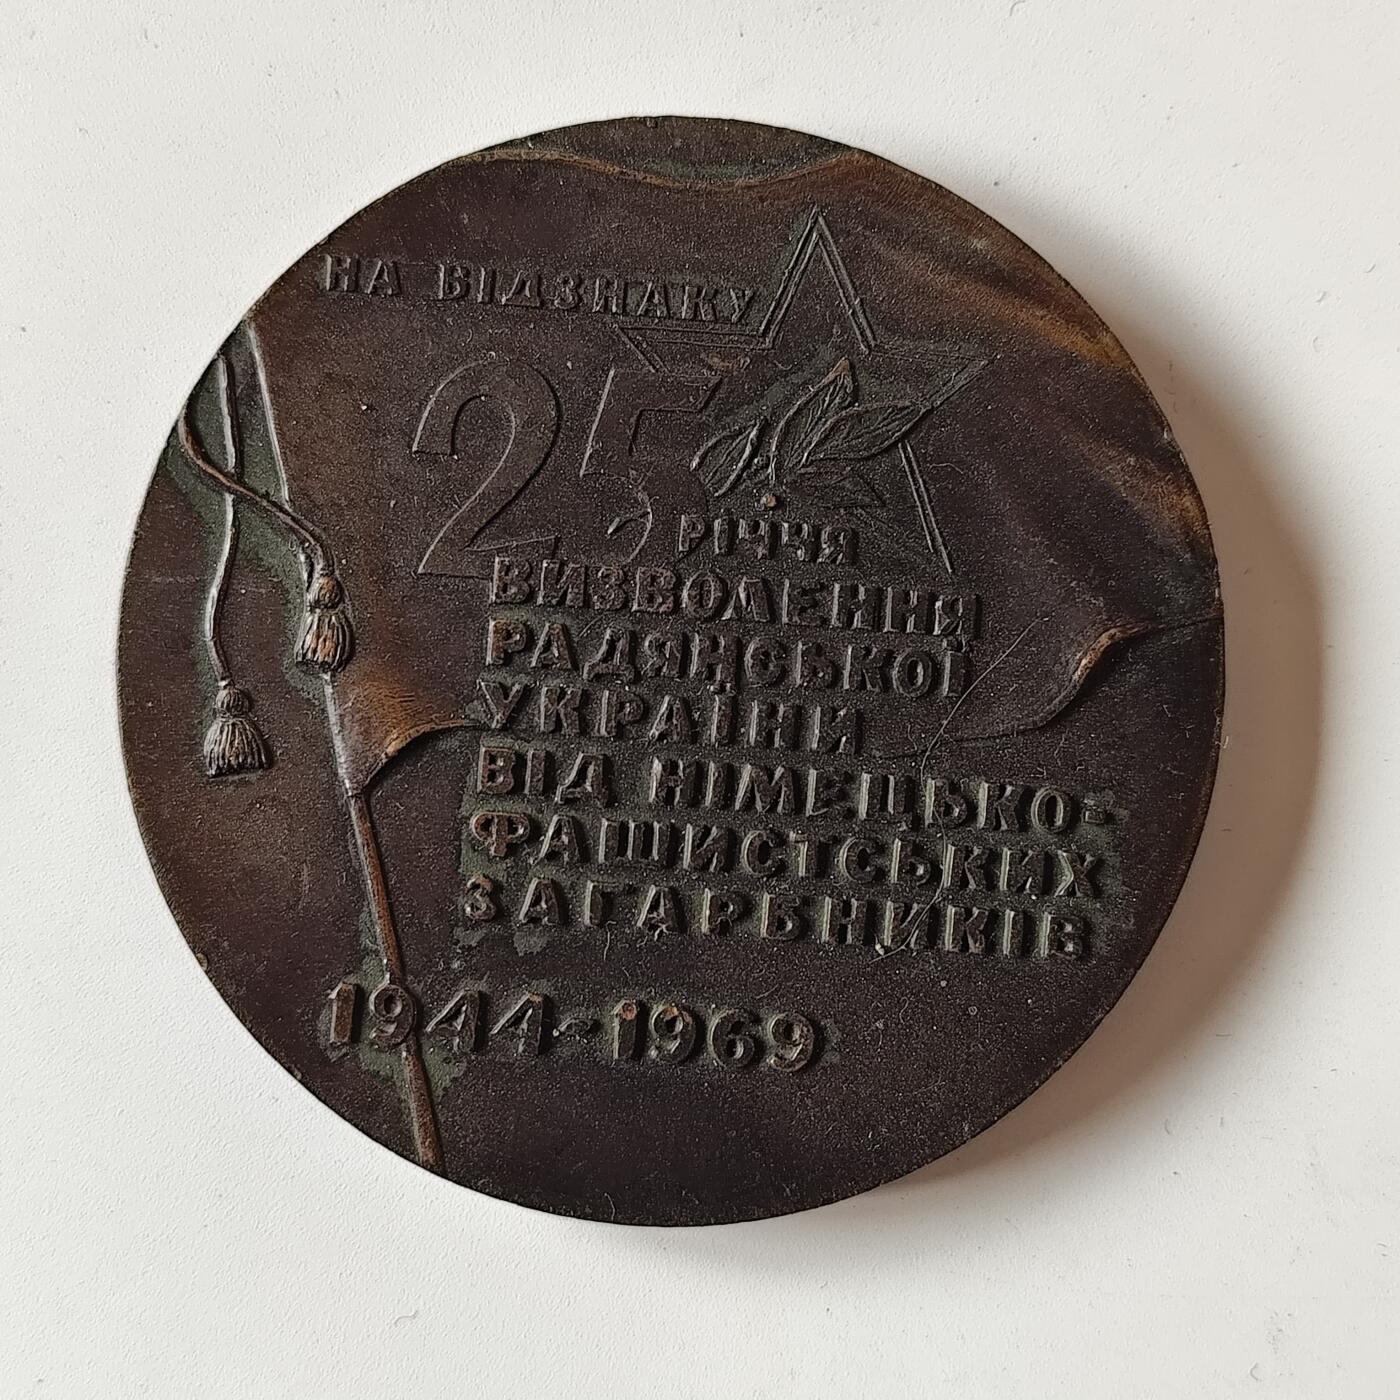 НА ВІДЗНАКУ
25
РІЧЧЯ
ВИЗВОЛЕННЯ
РАДЯНСЬКОЇ
УКРАЇНИ
ВІД НІМЕЦЬКО-
ФАШИСТСЬКИХ
ЗАГАРБНИКІВ
1944-1969